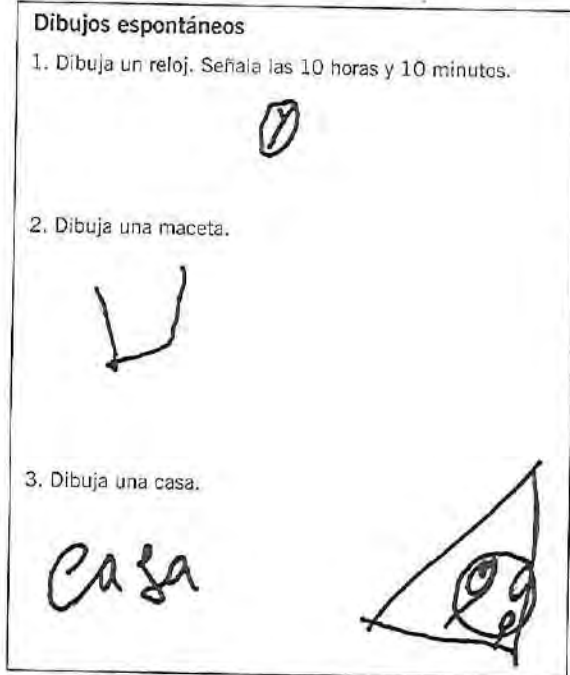 Dibujos espontáneos
1. Dibuja un reloj. Señala las 10 horas y 10 minutos.
2. Dibuja una maceta.
3. Dibuja una casa.
casa